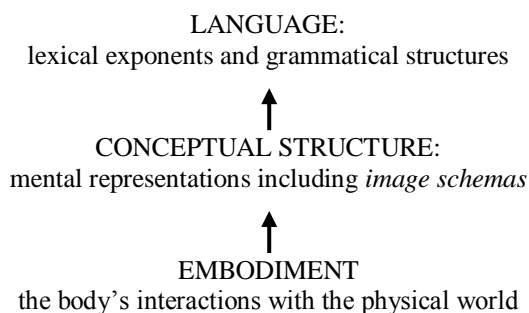 LANGUAGE:
lexical exponents and grammatical structures
CONCEPTUAL STRUCTURE:
mental representations including image schemas
EMBODIMENT
the body’s interactions with the physical world